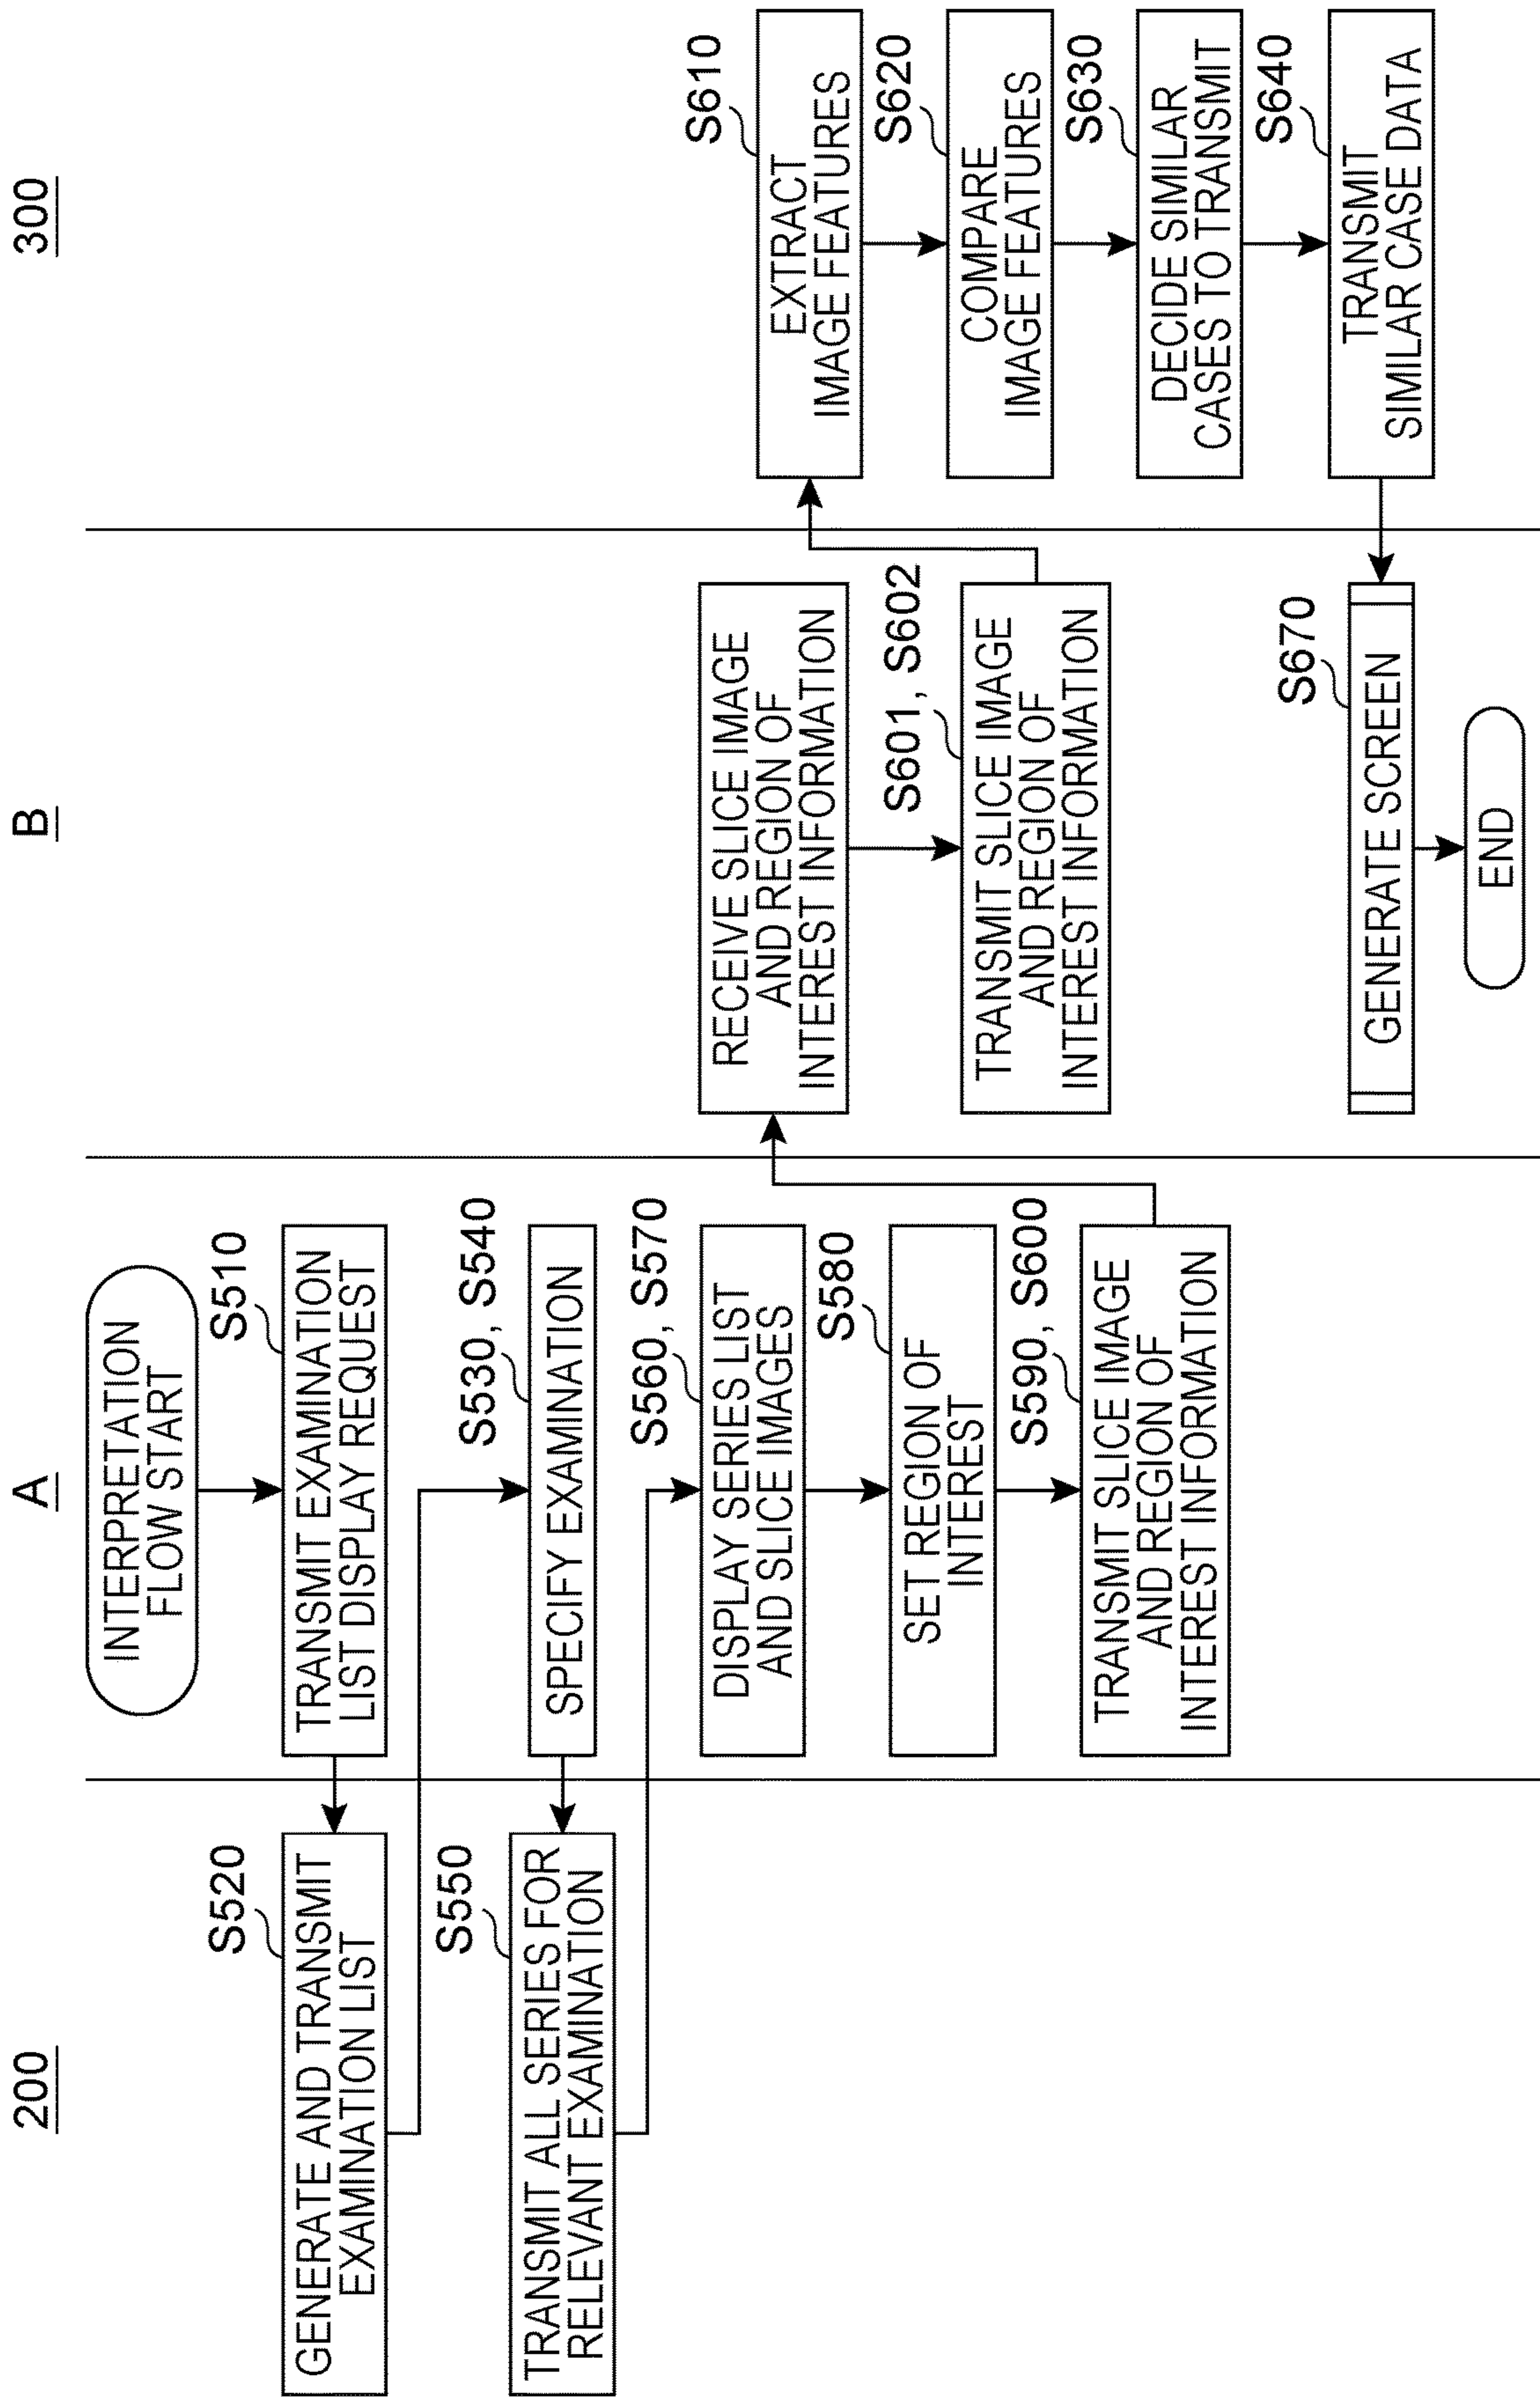 200
A
B
300
INTERPRETATION
FLOW START
S510
TRANSMIT EXAMINATION
LIST DISPLAY REQUEST
S520
GENERATE AND TRANSMIT
EXAMINATION LIST
S530, S540
SPECIFY EXAMINATION
S550
TRANSMIT ALL SERIES FOR
RELEVANT EXAMINATION
S560, S570
DISPLAY SERIES LIST
AND SLICE IMAGES
S580
SET REGION OF
INTEREST
S590, S600
TRANSMIT SLICE IMAGE
AND REGION OF
INTEREST INFORMATION
RECEIVE SLICE IMAGE
AND REGION OF
INTEREST INFORMATION
S601, S602
TRANSMIT SLICE IMAGE
AND REGION OF
INTEREST INFORMATION
S610
EXTRACT
IMAGE FEATURES
S620
COMPARE
IMAGE FEATURES
S630
DECIDE SIMILAR
CASES TO TRANSMIT
S640
TRANSMIT
SIMILAR CASE DATA
S670
GENERATE SCREEN
END